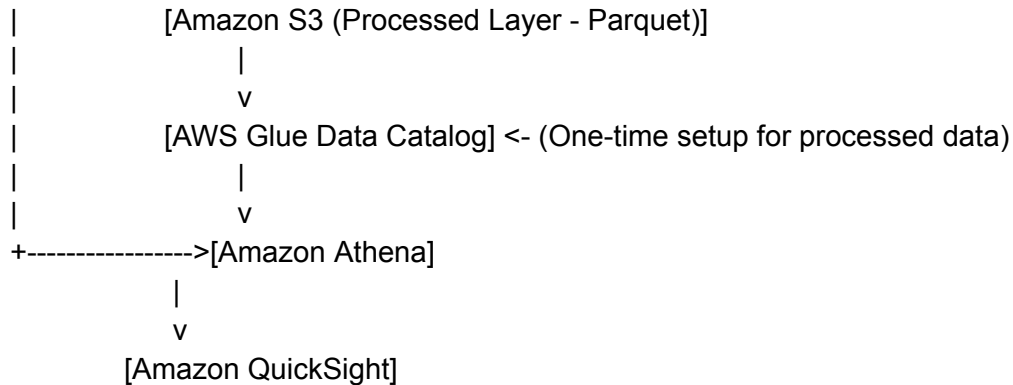 | [Amazon S3 (Processed Layer - Parquet)]
| |
| v
| [AWS Glue Data Catalog] <- (One-time setup for processed data)
| |
| v
+----------------->[Amazon Athena]
|
v
[Amazon QuickSight]